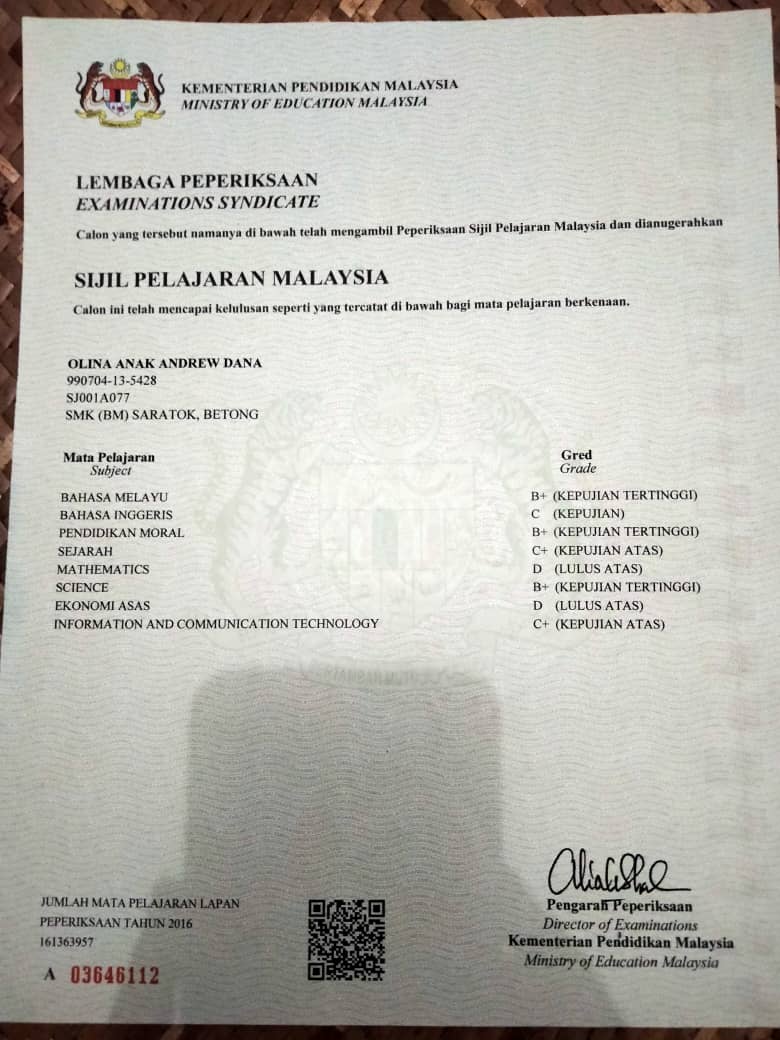 KEMENTERIAN PENDIDIKAN MALAYSIA
MINISTRY OF EDUCATION MALAYSIA
LEMBAGA PEPERIKSAAN
EXAMINATIONS SYNDICATE
Calon yang tersebut namanya di bawah telah mengambil Peperiksaan Sijil Pelajaran Malaysia dan dianugerahkan
SIJIL PELAJARAN MALAYSIA
Calon ini telah mencapai kelulusan seperti yang tercatat di bawah bagi mata pelajaran berkenaan.
OLINA ANAK ANDREW DANA
990704-13-5428
SJ001A077
SMK (BM) SARATOK, BETONG
Mata Pelajaran Gred
Subject Grade
BAHASA MELAYU B+ (KEPUJIAN TERTINGGI)
BAHASA INGGERIS C (KEPUJIAN)
PENDIDIKAN MORAL B+ (KEPUJIAN TERTINGGI)
SEJARAH C+ (KEPUJIAN ATAS)
MATHEMATICS D (LULUS ATAS)
SCIENCE B+ (KEPUJIAN TERTINGGI)
EKONOMI ASAS D (LULUS ATAS)
INFORMATION AND COMMUNICATION TECHNOLOGY C+ (KEPUJIAN ATAS)
JUMLAH MATA PELAJARAN LAPAN
PEPERIKSAAN TAHUN 2016
161363957
A 03646112
Pengarah Peperiksaan
Director of Examinations
Kementerian Pendidikan Malaysia
Ministry of Education Malaysia